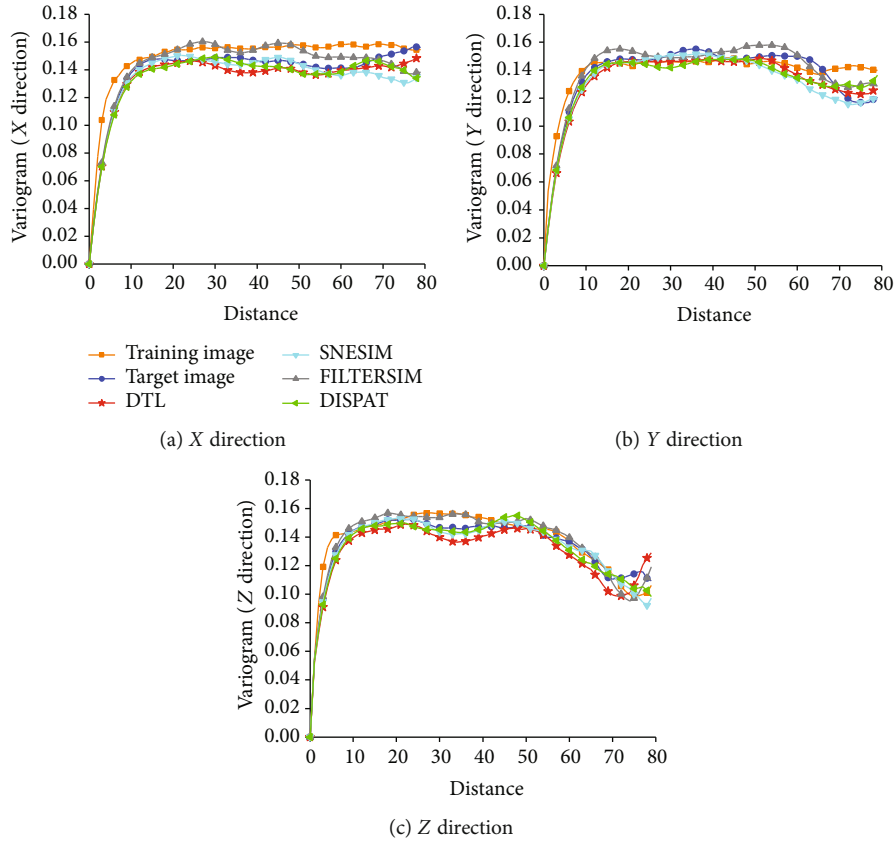 0.18
0.16
0.14
0.12
0.10
0.08
0.06
0.04
0.02
0.00
Variogram (X direction)
0 10 20 30 40 50 60 70 80
Distance
0.18
0.16
0.14
0.12
0.10
0.08
0.06
0.04
0.02
0.00
Variogram (Y direction)
0 10 20 30 40 50 60 70 80
Distance
Training image
Target image
DTL
SNESIM
FILTERSIM
DISPAT
(a) X direction
(b) Y direction
0.18
0.16
0.14
0.12
0.10
0.08
0.06
0.04
0.02
0.00
Variogram (Z direction)
0 10 20 30 40 50 60 70 80
Distance
(c) Z direction